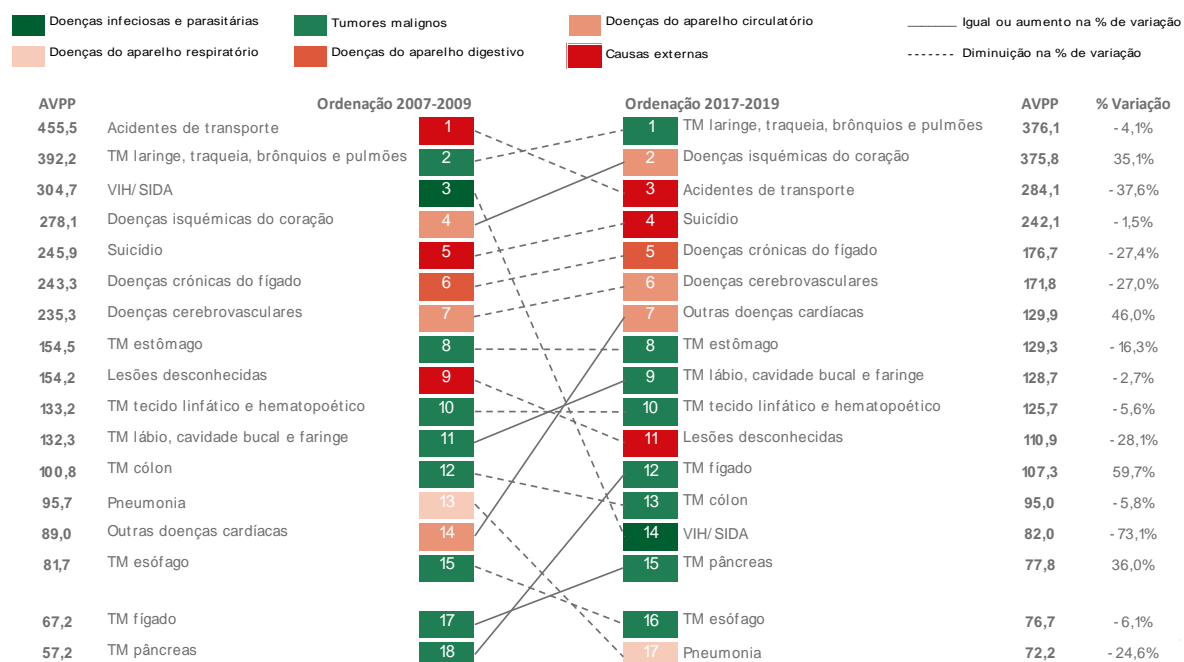 Doenças infeciosas e parasitárias Tumores malignos Doenças do aparelho circulatório Igual ou aumento na % de variação
Doenças do aparelho respiratório Doenças do aparelho digestivo Causas externas Diminuição na % de variação
AVPP Ordenação 2007-2009 Ordenação 2017-2019 AVPP % Variação
455,5 Acidentes de transporte 1 1 TM laringe, traqueia, brônquios e pulmões 376,1 -4,1%
392,2 TM laringe, traqueia, brônquios e pulmões 2 2 Doenças isquémicas do coração 375,8 35,1%
304,7 VIH/ SIDA 3 3 Acidentes de transporte 284,1 -37,6%
278,1 Doenças isquémicas do coração 4 4 Suicídio 242,1 -1,5%
245,9 Suicídio 5 5 Doenças crónicas do fígado 176,7 -27,4%
243,3 Doenças crónicas do fígado 6 6 Doenças cerebrovasculares 171,8 -27,0%
235,3 Doenças cerebrovasculares 7 7 Outras doenças cardíacas 129,9 46,0%
154,5 TM estômago 8 8 TM estômago 129,3 -16,3%
154,2 Lesões desconhecidas 9 9 TM lábio, cavidade bucal e faringe 128,7 -2,7%
133,2 TM tecido linfático e hematopoético 10 10 TM tecido linfático e hematopoético 125,7 -5,6%
132,3 TM lábio, cavidade bucal e faringe 11 11 Lesões desconhecidas 110,9 -28,1%
100,8 TM cólon 12 12 TM fígado 107,3 59,7%
95,7 Pneumonia 13 13 TM cólon 95,0 -5,8%
89,0 Outras doenças cardíacas 14 14 VIH/ SIDA 82,0 -73,1%
81,7 TM esófago 15 15 TM pâncreas 77,8 36,0%
67,2 TM fígado 17 16 TM esófago 76,7 -6,1%
57,2 TM pâncreas 18 17 Pneumonia 72,2 -24,6%